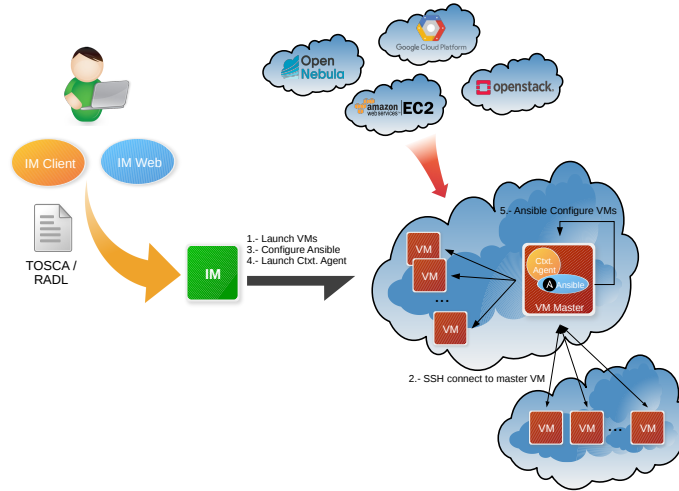 Open
Nebula
Google Cloud Platform
amazon
webservices™ EC2
openstack.
IM Client
IM Web
TOSCA /
RADL
IM
1.- Launch VMs
3.- Configure Ansible
4.- Launch Ctxt. Agent
5.- Ansible Configure VMs
VM
VM
...
VM
Ctxt.
Agent
A
Ansible
VM Master
2.- SSH connect to master VM
VM
VM
...
VM